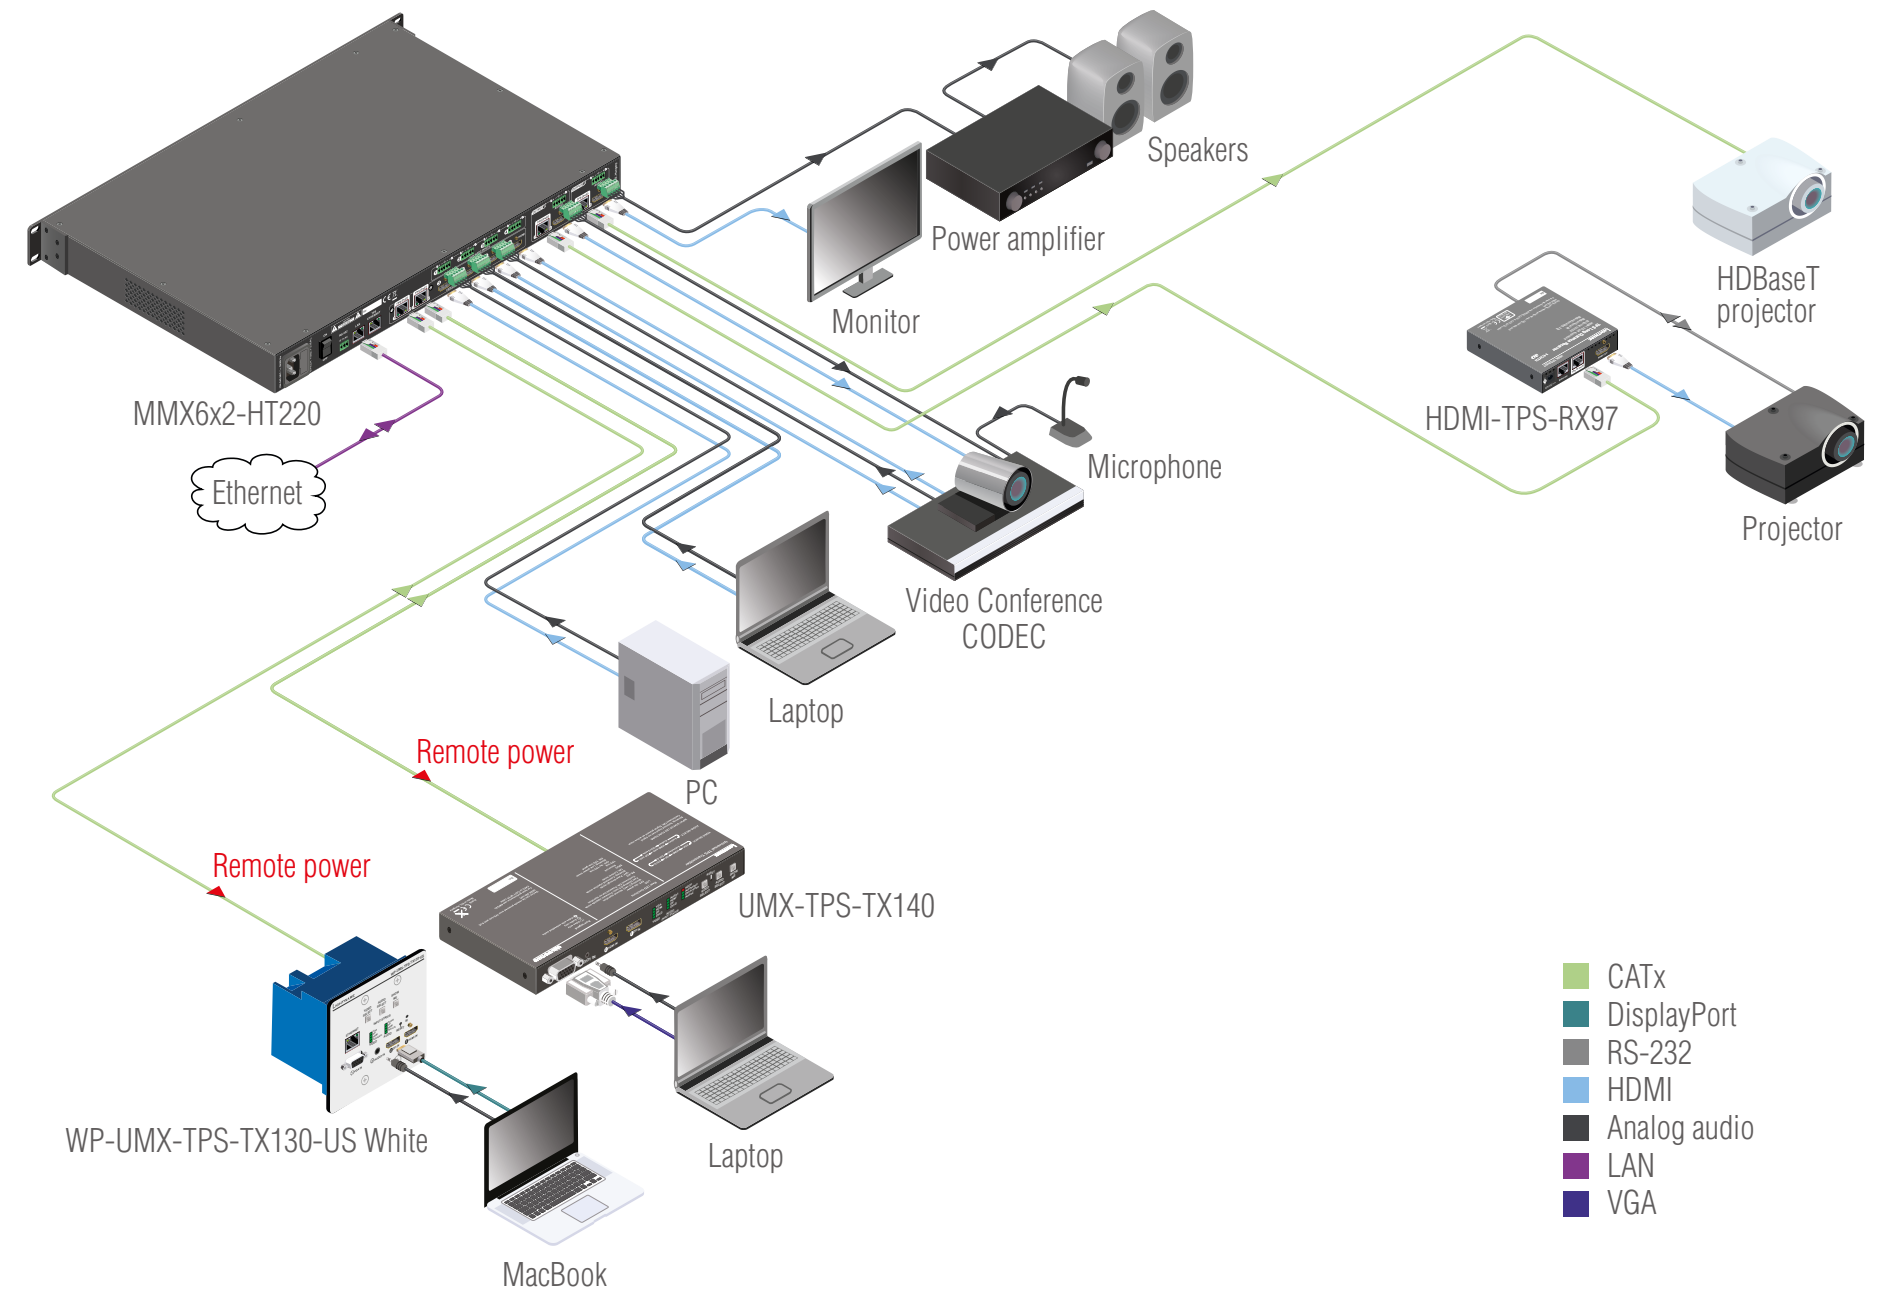 Speakers
Power amplifier
Monitor
HDBaseT
projector
MMX6x2-HT220
HDMI-TPS-RX97
Ethernet
Microphone
Projector
Video Conference
CODEC
Laptop
Remote power
PC
Remote power
UMX-TPS-TX140
WP-UMX-TPS-TX130-US White
Laptop
MacBook
CATx
DisplayPort
RS-232
HDMI
Analog audio
LAN
VGA